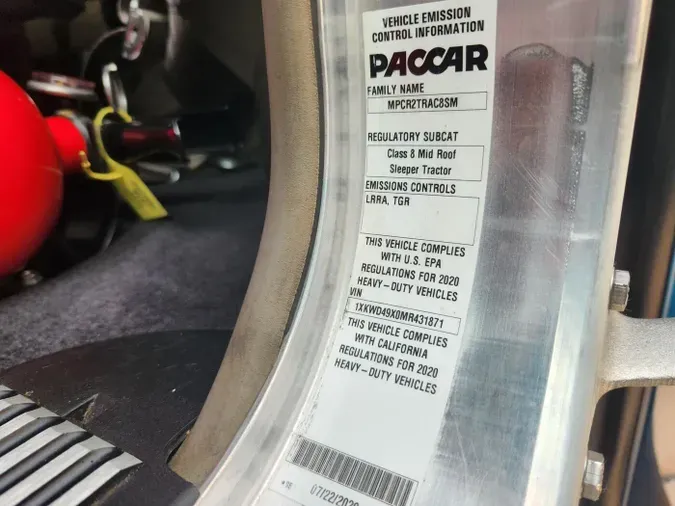 VEHICLE EMISSION
CONTROL INFORMATION
PACCAR
FAMILY NAME
MPCR2TRAC8SM
REGULATORY SUBCAT
Class 8 Mid Roof
Sleeper Tractor
EMISSIONS CONTROLS
LRRA, TGR
THIS VEHICLE COMPLIES
WITH U.S. EPA
REGULATIONS FOR 2020
HEAVY-DUTY VEHICLES
VIN
1XKWD49X0MR431871
THIS VEHICLE COMPLIES
WITH CALIFORNIA
REGULATIONS FOR 2020
HEAVY-DUTY VEHICLES
07/22/2020